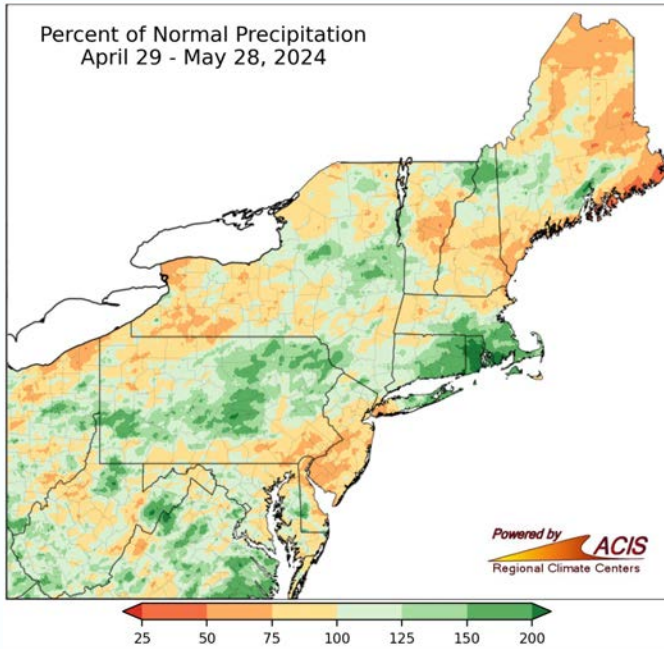 Percent of Normal Precipitation
April 29 - May 28, 2024
Powered by
ACIS
Regional Climate Centers
25 50 75 100 125 150 200